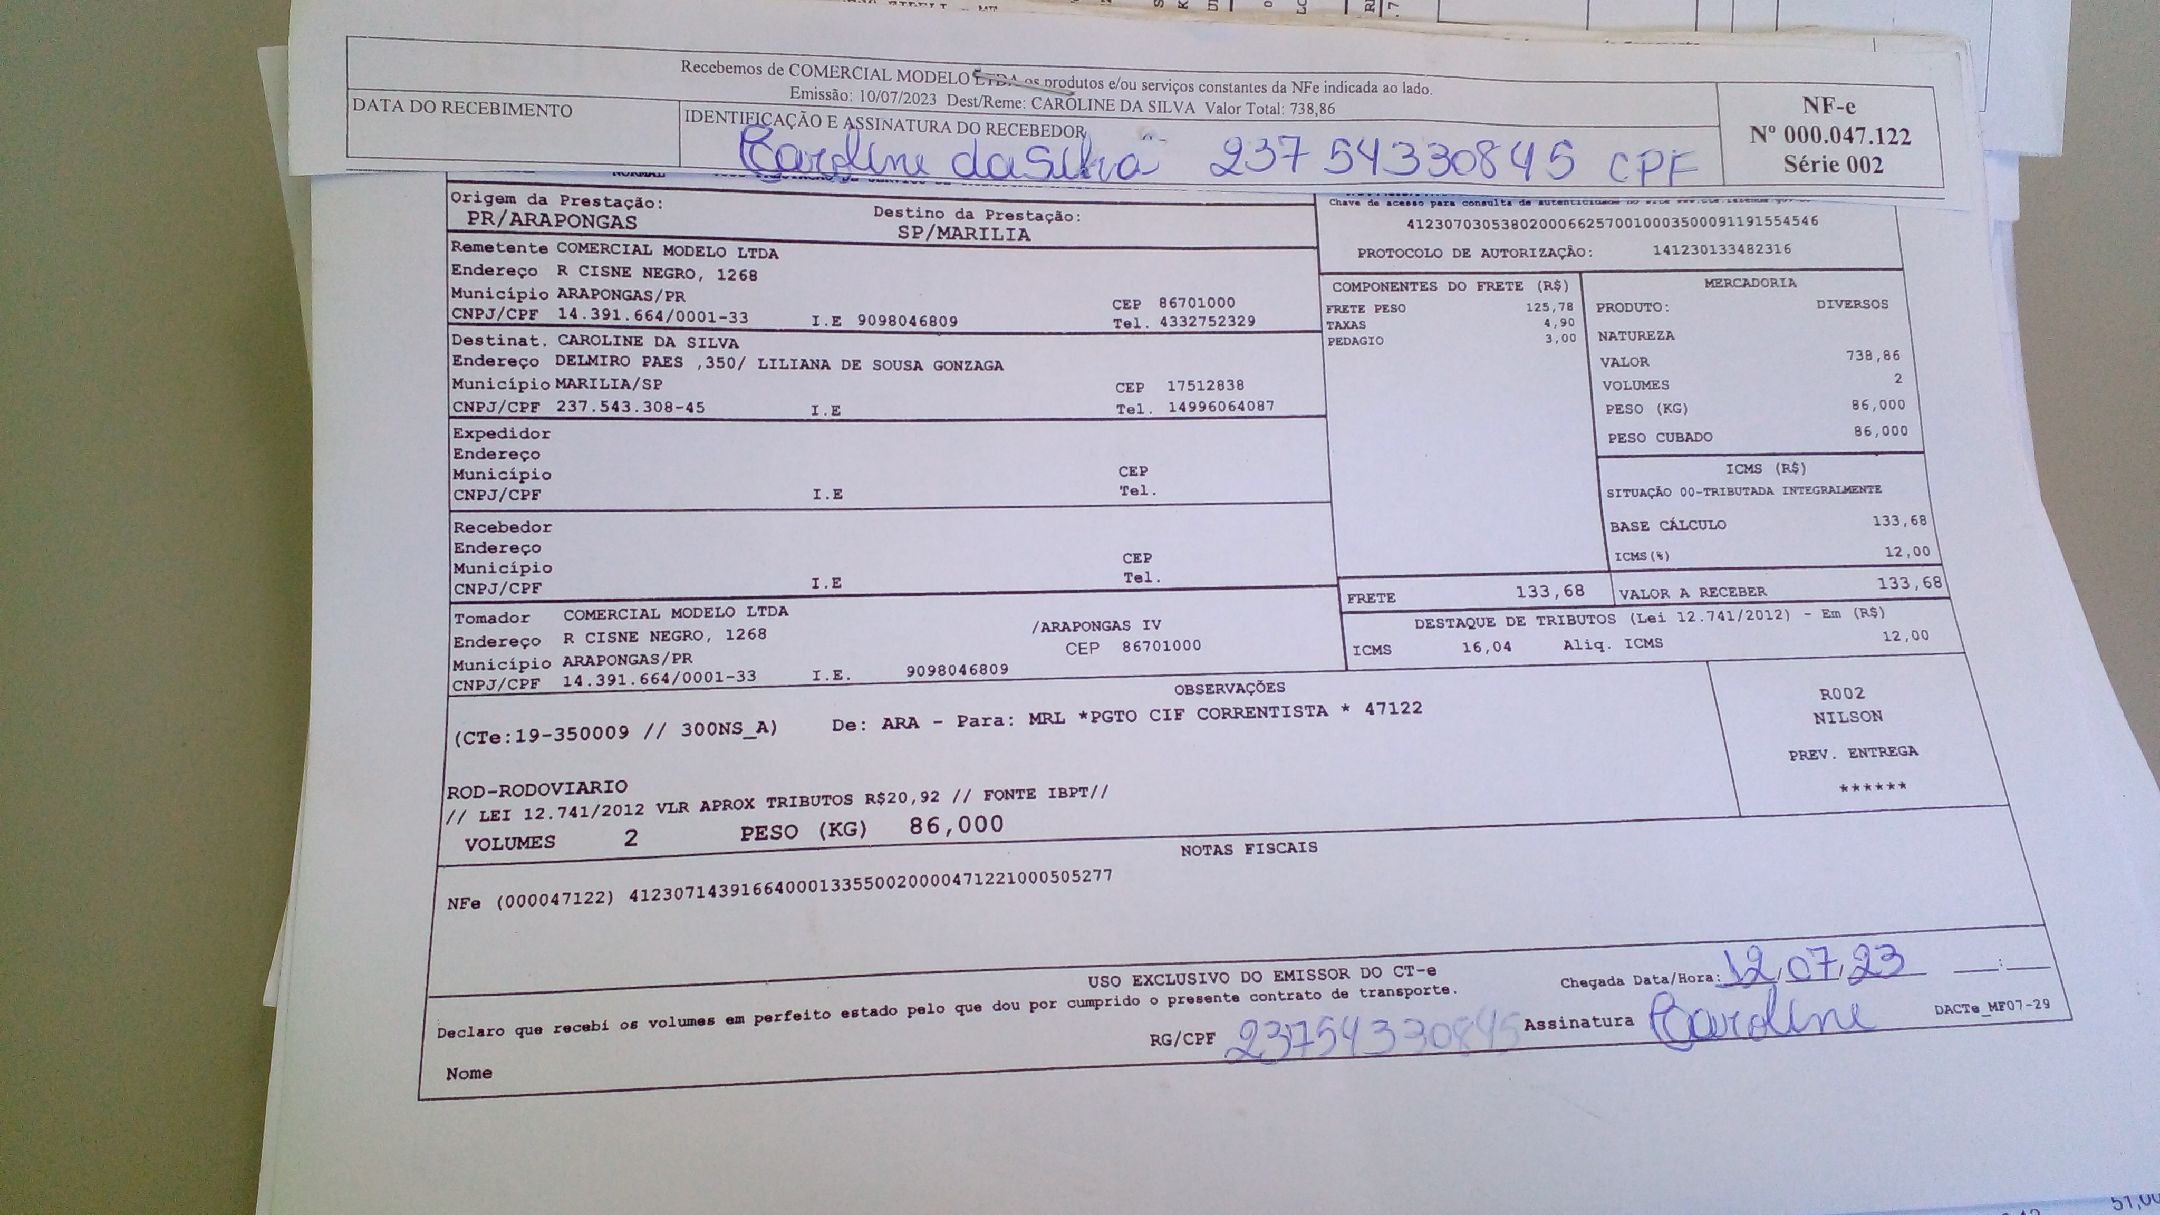 Recebemos de COMERCIAL MODELO LTDA os produtos e/ou serviços constantes da NFe indicada ao lado.
Emissão: 10/07/2023 Dest/Reme: CAROLINE DA SILVA Valor Total: 738,86
DATA DO RECEBIMENTO
IDENTIFICAÇÃO E ASSINATURA DO RECEBEDOR
Caroline da Silva 237 54330845 CPF
NF-e
Nº 000.047.122
Série 002
NORMAL
Origem da Prestação:
PR/ARAPONGAS
Destino da Prestação:
SP/MARILIA
Chave de acesso para consulta de autenticidade no site
41230703053802000662570010003500091191554546
PROTOCOLO DE AUTORIZAÇÃO: 141230133482316
Remetente COMERCIAL MODELO LTDA
Endereço R CISNE NEGRO, 1268
Município ARAPONGAS/PR CEP 86701000
CNPJ/CPF 14.391.664/0001-33 I.E 9098046809 Tel. 4332752329
Destinat. CAROLINE DA SILVA
Endereço DELMIRO PAES ,350/ LILIANA DE SOUSA GONZAGA
Município MARILIA/SP CEP 17512838
CNPJ/CPF 237.543.308-45 I.E Tel. 14996064087
Expedidor
Endereço
Município CEP
CNPJ/CPF I.E Tel.
Recebedor
Endereço
Município CEP
CNPJ/CPF I.E Tel.
Tomador COMERCIAL MODELO LTDA
Endereço R CISNE NEGRO, 1268 /ARAPONGAS IV
Município ARAPONGAS/PR CEP 86701000
CNPJ/CPF 14.391.664/0001-33 I.E. 9098046809
COMPONENTES DO FRETE (R$)
FRETE PESO 125,78
TAXAS 4,90
PEDAGIO 3,00
MERCADORIA
PRODUTO: DIVERSOS
NATUREZA
VALOR 738,86
VOLUMES 2
PESO (KG) 86,000
PESO CUBADO 86,000
ICMS (R$)
SITUAÇÃO 00-TRIBUTADA INTEGRALMENTE
BASE CÁLCULO 133,68
ICMS(%) 12,00
FRETE 133,68 VALOR A RECEBER 133,68
DESTAQUE DE TRIBUTOS (Lei 12.741/2012) - Em (R$)
ICMS 16,04 Aliq. ICMS 12,00
OBSERVAÇÕES
(CTe:19-350009 // 300NS_A) De: ARA - Para: MRL *PGTO CIF CORRENTISTA * 47122
ROD-RODOVIARIO
// LEI 12.741/2012 VLR APROX TRIBUTOS R$20,92 // FONTE IBPT//
VOLUMES 2 PESO (KG) 86,000
R002
NILSON
PREV. ENTREGA
******
NOTAS FISCAIS
NFe (000047122) 41230714391664000133550020000471221000505277
USO EXCLUSIVO DO EMISSOR DO CT-e
Declaro que recebi os volumes em perfeito estado pelo que dou por cumprido o presente contrato de transporte.
Chegada Data/Hora: 12/07/23 __:__
Nome
RG/CPF 23754330845 Assinatura Caroline
DACTe_MF07-29
51,00